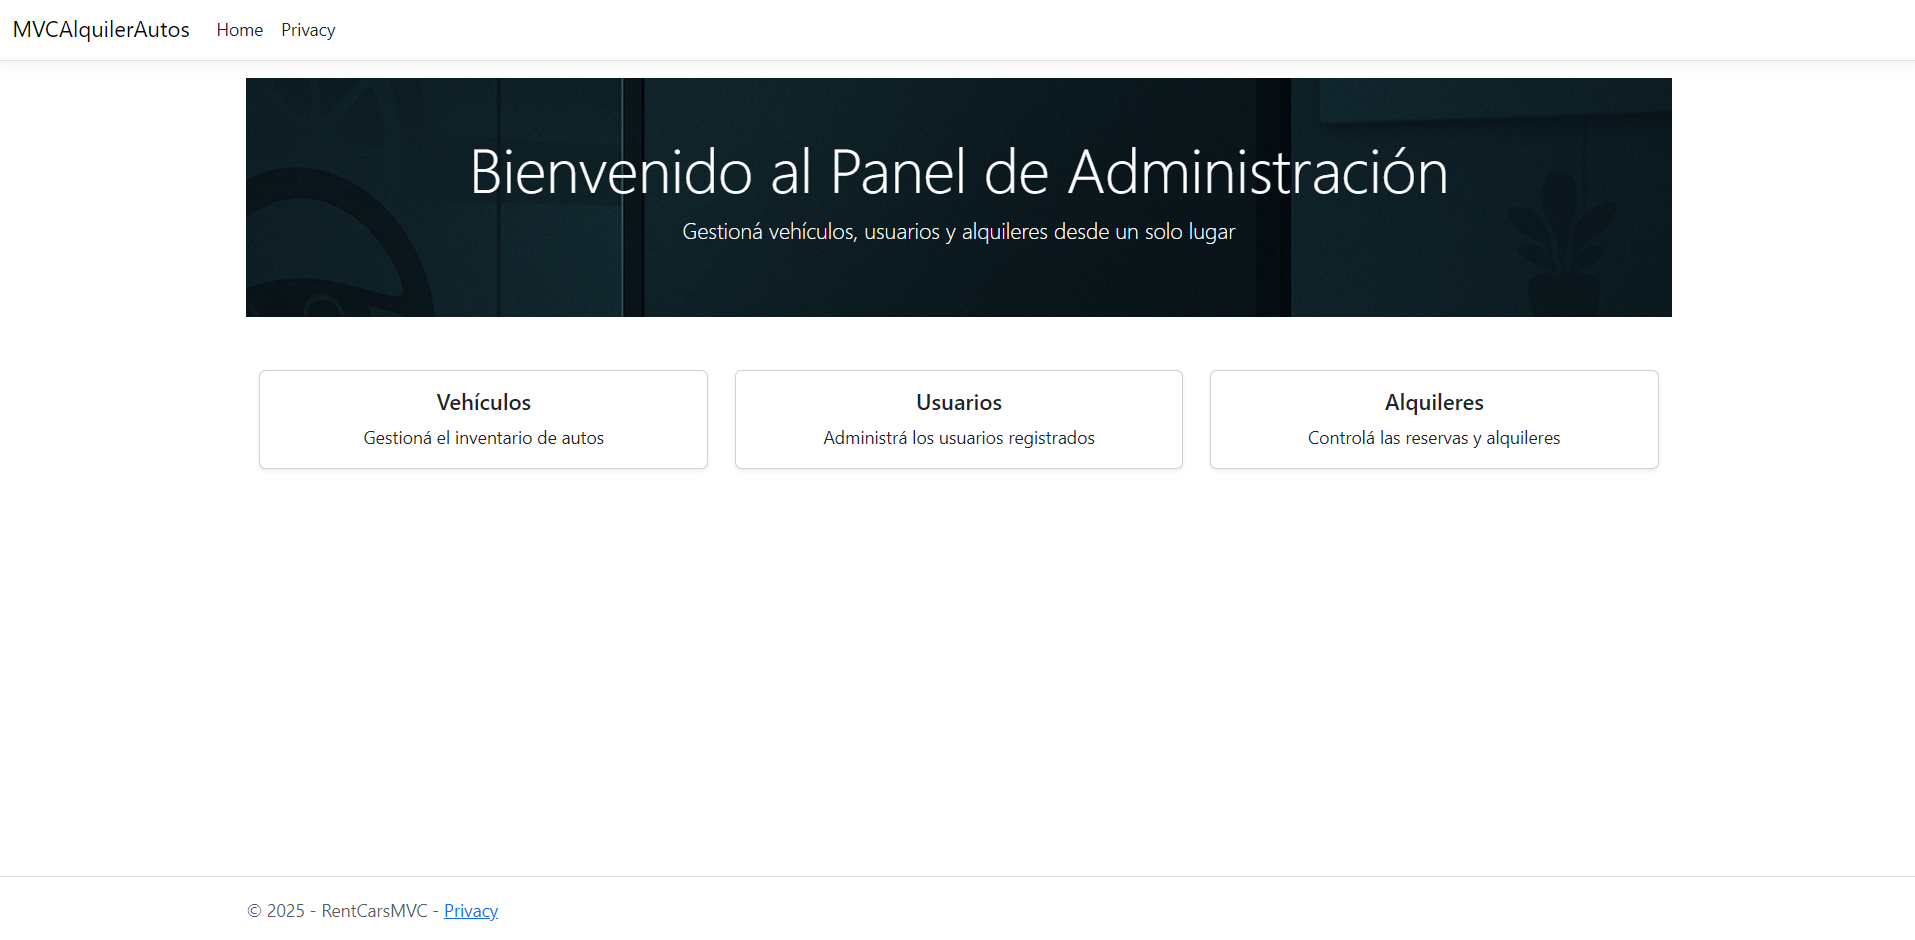 MVCAlquilerAutos Home Privacy
Bienvenido al Panel de Administración
Gestioná vehículos, usuarios y alquileres desde un solo lugar
Vehículos
Gestioná el inventario de autos
Usuarios
Administrá los usuarios registrados
Alquileres
Controlá las reservas y alquileres
© 2025 - RentCarsMVC - Privacy